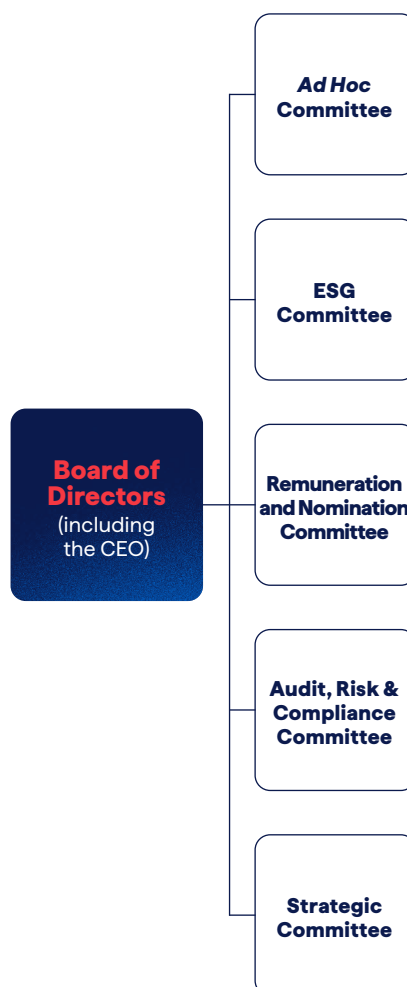 Ad Hoc
Committee
ESG
Committee
Board of
Directors
(including
the CEO)
Remuneration
and Nomination
Committee
Audit, Risk &
Compliance
Committee
Strategic
Committee